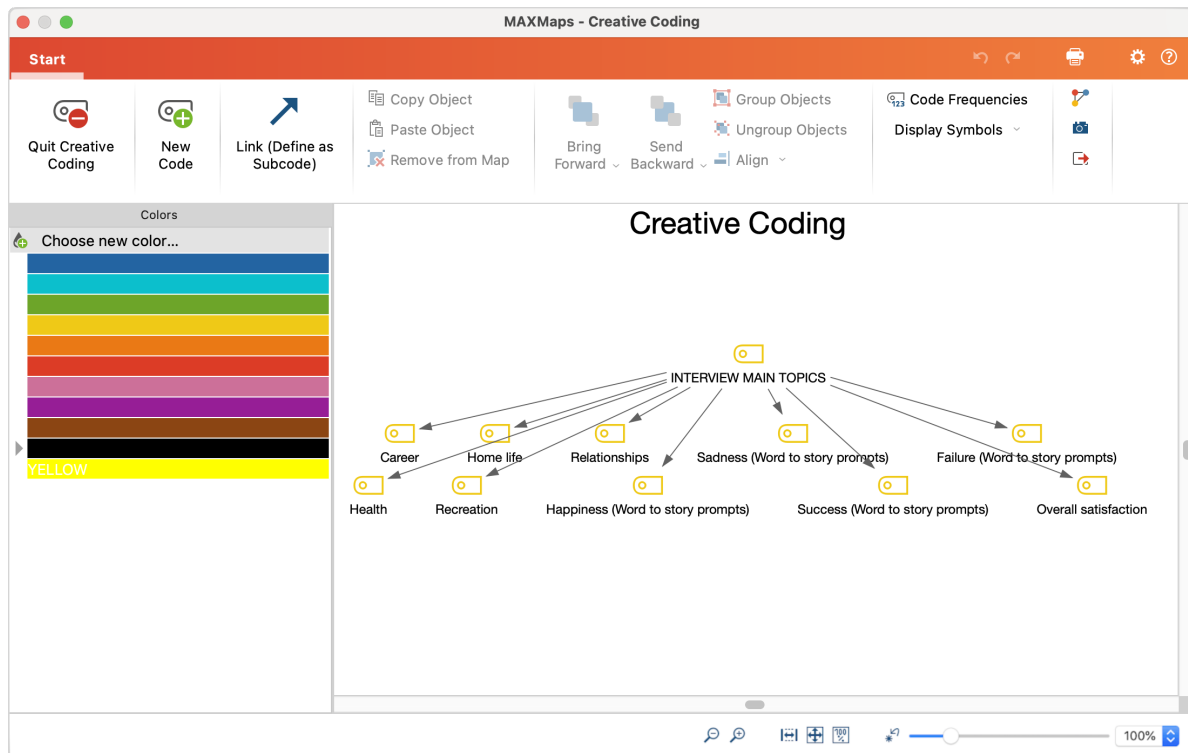 MAXMaps - Creative Coding
Start
Quit Creative
Coding
New
Code
Link (Define as
Subcode)
Copy Object
Paste Object
Remove from Map
Bring
Forward
Send
Backward
Group Objects
Ungroup Objects
Align
123
Code Frequencies
Display Symbols
Colors
Choose new color...
YELLOW
Creative Coding
INTERVIEW MAIN TOPICS
Career
Home life
Relationships
Sadness (Word to story prompts)
Failure (Word to story prompts)
Health
Recreation
Happiness (Word to story prompts)
Success (Word to story prompts)
Overall satisfaction
100
%
100%